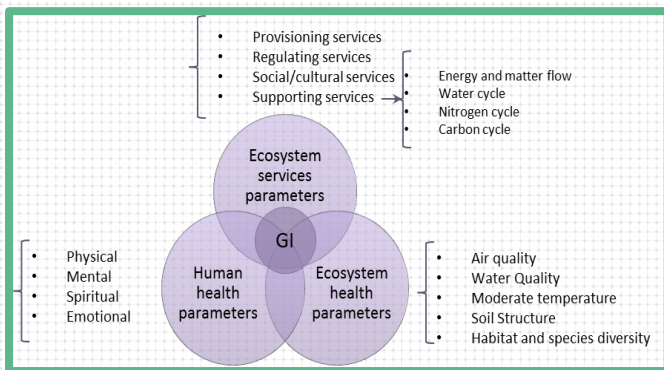 • Provisioning services
• Regulating services
• Social/cultural services
• Supporting services
• Energy and matter flow
• Water cycle
• Nitrogen cycle
• Carbon cycle
Ecosystem
services
parameters
GI
Human
health
parameters
Ecosystem
health
parameters
• Physical
• Mental
• Spiritual
• Emotional
• Air quality
• Water Quality
• Moderate temperature
• Soil Structure
• Habitat and species diversity